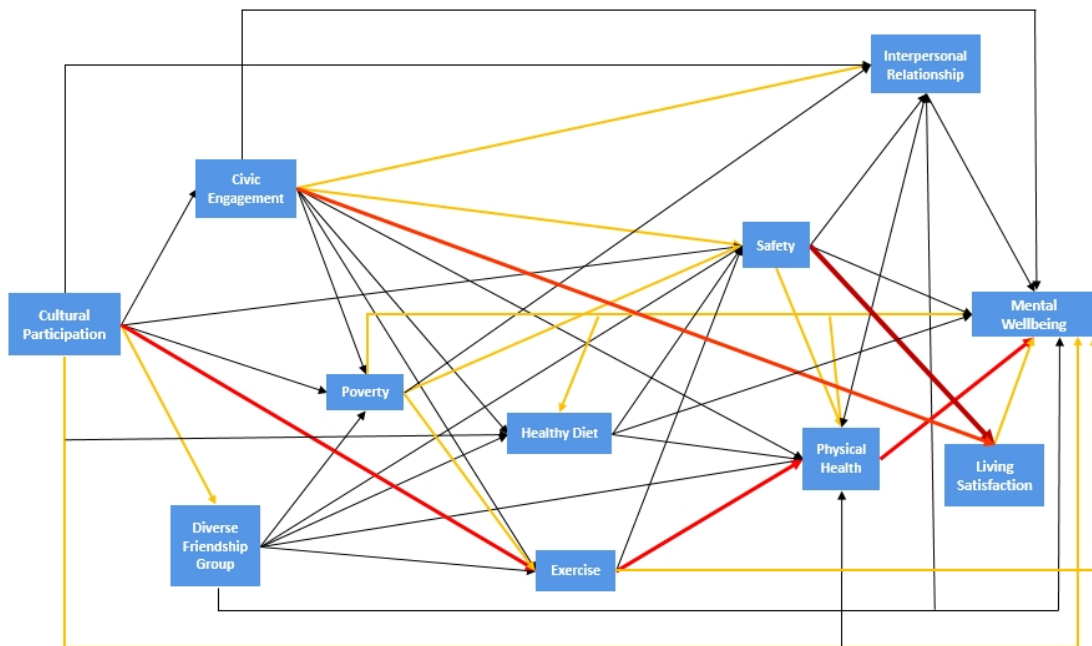 Interpersonal
Relationship
Civic
Engagement
Safety
Cultural
Participation
Mental
Wellbeing
Poverty
Healthy Diet
Physical
Health
Living
Satisfaction
Diverse
Friendship
Group
Exercise